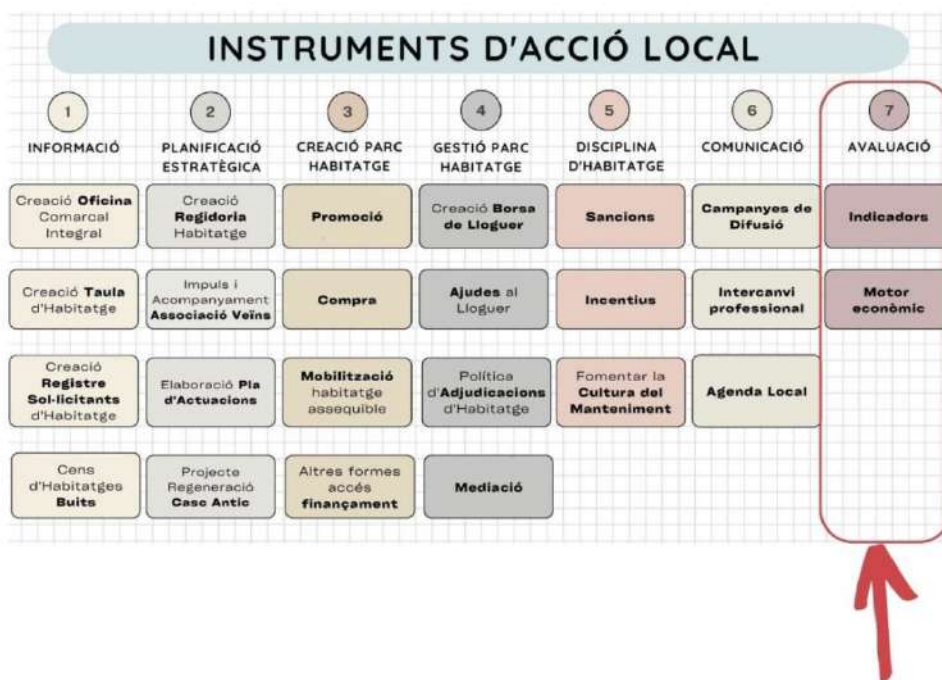 INSTRUMENTS D'ACCIÓ LOCAL
1
INFORMACIÓ
Creació Oficina
Comarcal
Integral
Creació Taula
d'Habitatge
Creació
Registre
Sol·licitants
d'Habitatge
Cens
d'Habitatges
Buits
2
PLANIFICACIÓ
ESTRATÈGICA
Creació
Regidoria
Habitatge
Impuls i
Acompanyament
Associació Veïns
Elaboració Pla
d'Actuacions
Projecte
Regeneració
Casc Antic
3
CREACIÓ PARC
HABITATGE
Promoció
Compra
Mobilització
habitatge
assequible
Altres formes
accés
finançament
4
GESTIÓ PARC
HABITATGE
Creació Borsa
de Lloguer
Ajudes al
Lloguer
Política
d'Adjudicacions
d'Habitatge
Mediació
5
DISCIPLINA
D'HABITATGE
Sancions
Incentius
Fomentar la
Cultura del
Manteniment
6
COMUNICACIÓ
Campanyes de
Difusió
Intercanvi
professional
Agenda Local
7
AVALUACIÓ
Indicadors
Motor
econòmic